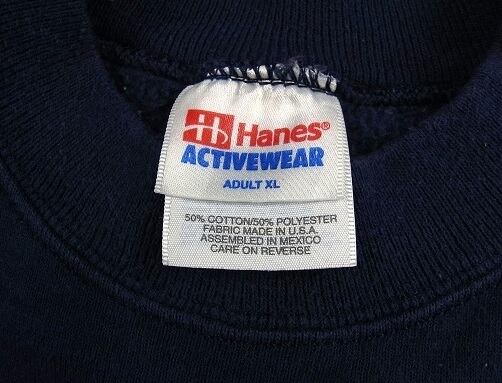 H Hanes®
ACTIVEWEAR
ADULT XL
50% COTTON/50% POLYESTER
FABRIC MADE IN U.S.A.
ASSEMBLED IN MEXICO
CARE ON REVERSE